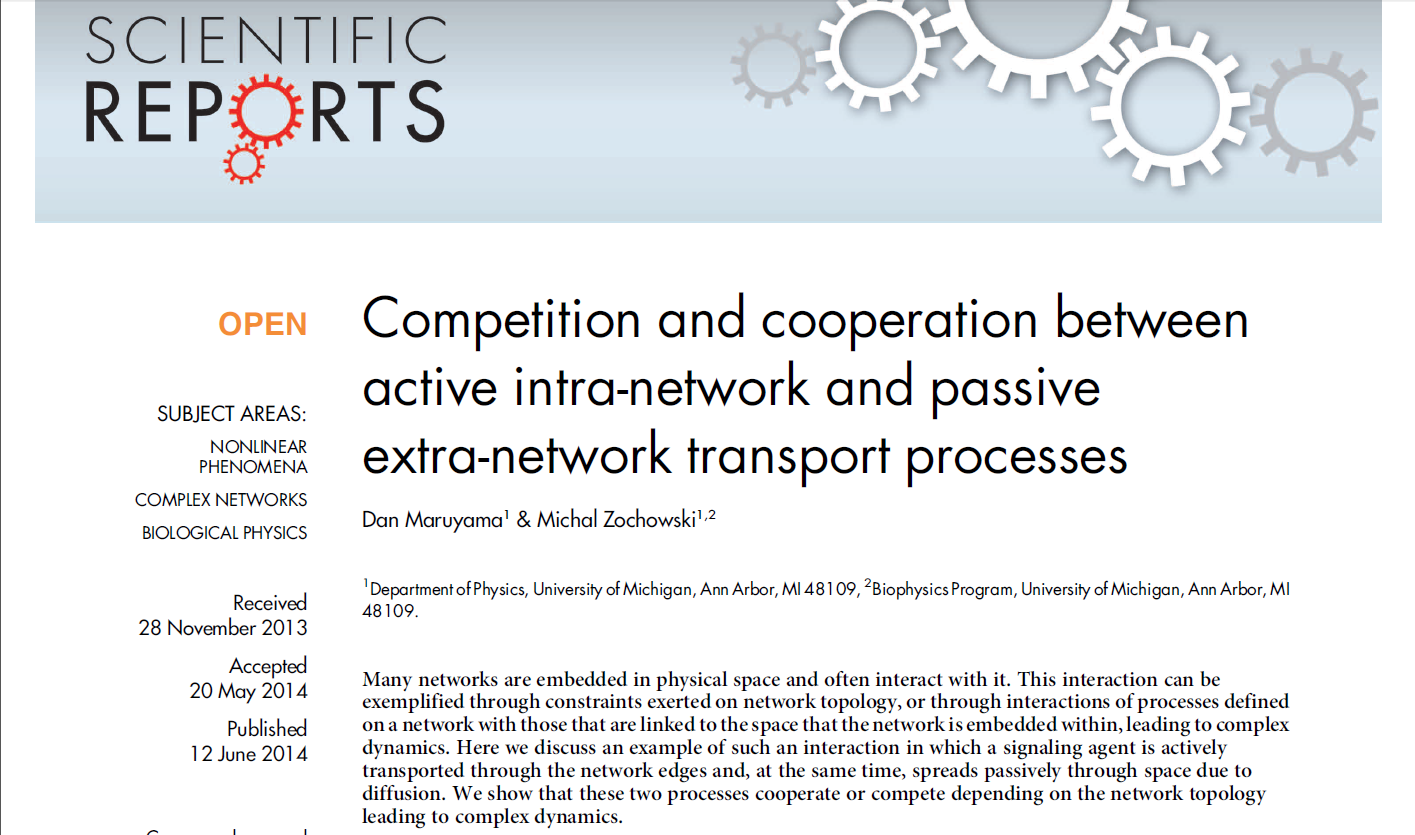 SCIENTIFIC
REPORTS
OPEN
SUBJECT AREAS:
NONLINEAR
PHENOMENA
COMPLEX NETWORKS
BIOLOGICAL PHYSICS
Received
28 November 2013
Accepted
20 May 2014
Published
12 June 2014
Competition and cooperation between
active intra-network and passive
extra-network transport processes
Dan Maruyama¹ & Michal Zochowski¹,²
¹Department of Physics, University of Michigan, Ann Arbor, MI 48109, ²Biophysics Program, University of Michigan, Ann Arbor, MI
48109.
Many networks are embedded in physical space and often interact with it. This interaction can be
exemplified through constraints exerted on network topology, or through interactions of processes defined
on a network with those that are linked to the space that the network is embedded within, leading to complex
dynamics. Here we discuss an example of such an interaction in which a signaling agent is actively
transported through the network edges and, at the same time, spreads passively through space due to
diffusion. We show that these two processes cooperate or compete depending on the network topology
leading to complex dynamics.